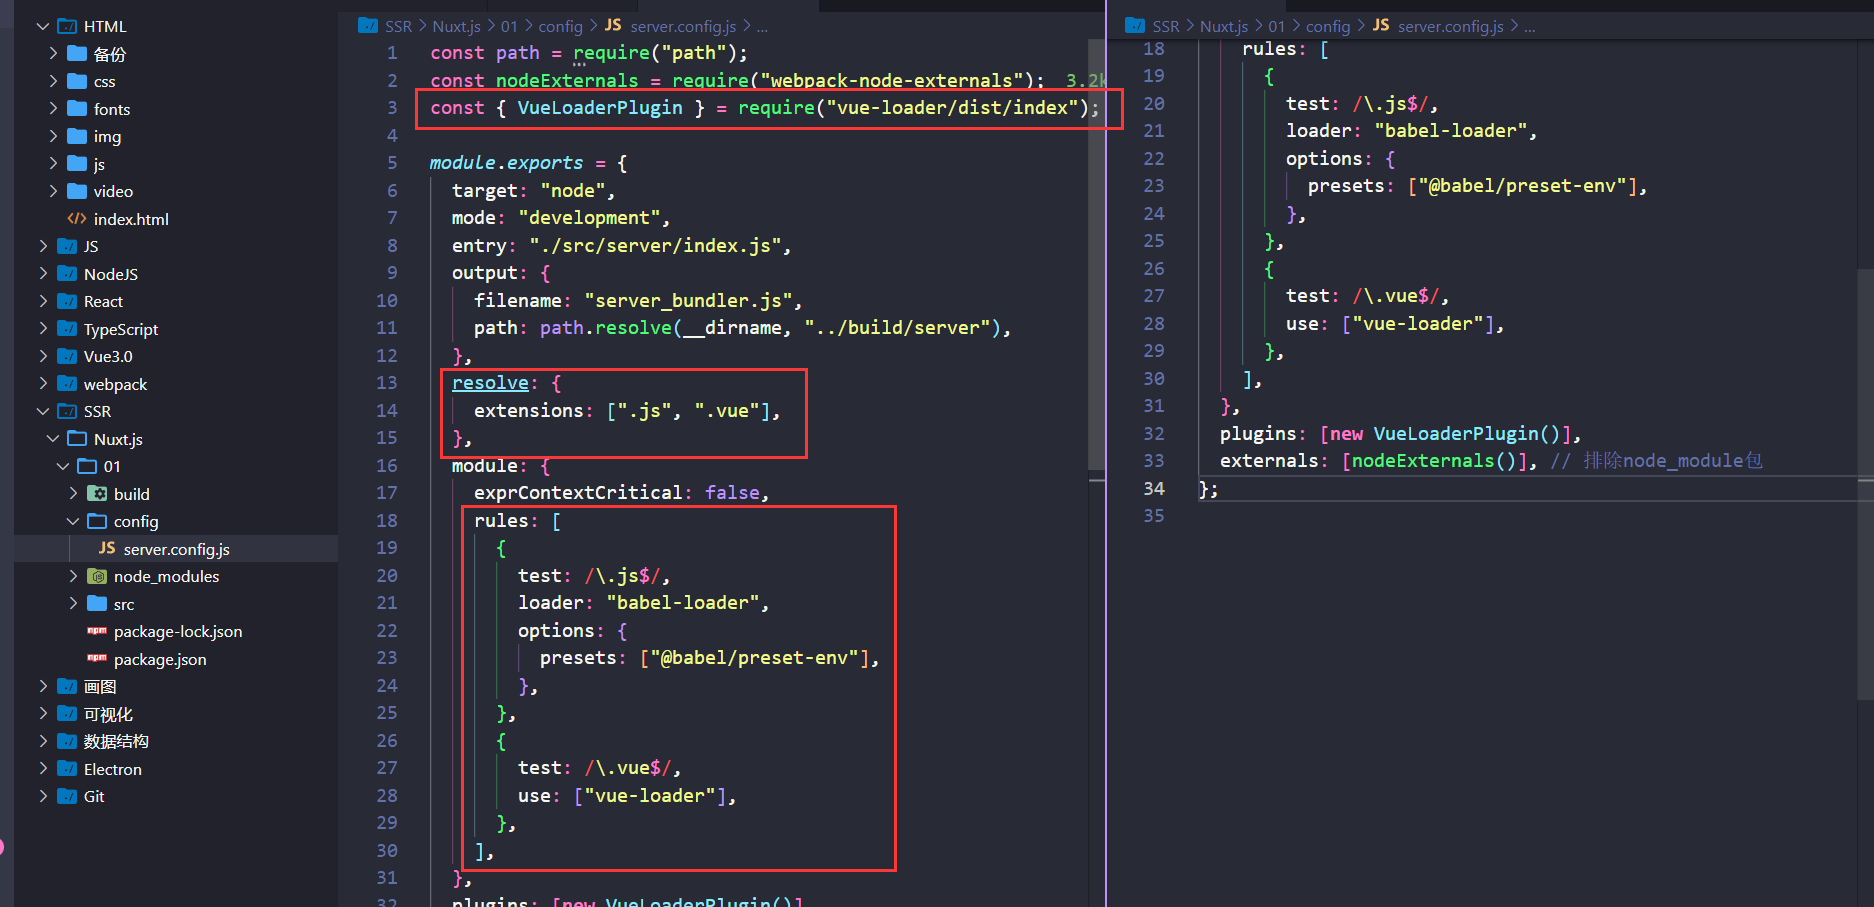 HTML
备份
css
fonts
img
js
video
index.html
JS
NodeJS
React
TypeScript
Vue3.0
webpack
SSR
Nuxt.js
01
build
config
JS server.config.js
node_modules
src
package-lock.json
package.json
画图
可视化
数据结构
Electron
Git
SSR > Nuxt.js > 01 > config > JS server.config.js > ...
1 const path = require("path");
2 const nodeExternals = require("webpack-node-externals"); 3.2k
3 const { VueLoaderPlugin } = require("vue-loader/dist/index");
4
5 module.exports = {
6 target: "node",
7 mode: "development",
8 entry: "./src/server/index.js",
9 output: {
10 filename: "server_bundler.js",
11 path: path.resolve(__dirname, "../build/server"),
12 },
13 resolve: {
14 extensions: [".js", ".vue"],
15 },
16 module: {
17 exprContextCritical: false,
18 rules: [
19 {
20 test: /\.js$/,
21 loader: "babel-loader",
22 options: {
23 presets: ["@babel/preset-env"],
24 },
25 },
26 {
27 test: /\.vue$/,
28 use: ["vue-loader"],
29 },
30 ],
31 },
32 plugins: [new VueLoaderPlugin()]
SSR > Nuxt.js > 01 > config > JS server.config.js > ...
18 rules: [
19 {
20 test: /\.js$/,
21 loader: "babel-loader",
22 options: {
23 presets: ["@babel/preset-env"],
24 },
25 },
26 {
27 test: /\.vue$/,
28 use: ["vue-loader"],
29 },
30 ],
31 },
32 plugins: [new VueLoaderPlugin()],
33 externals: [nodeExternals()], // 排除node_module包
34 };
35